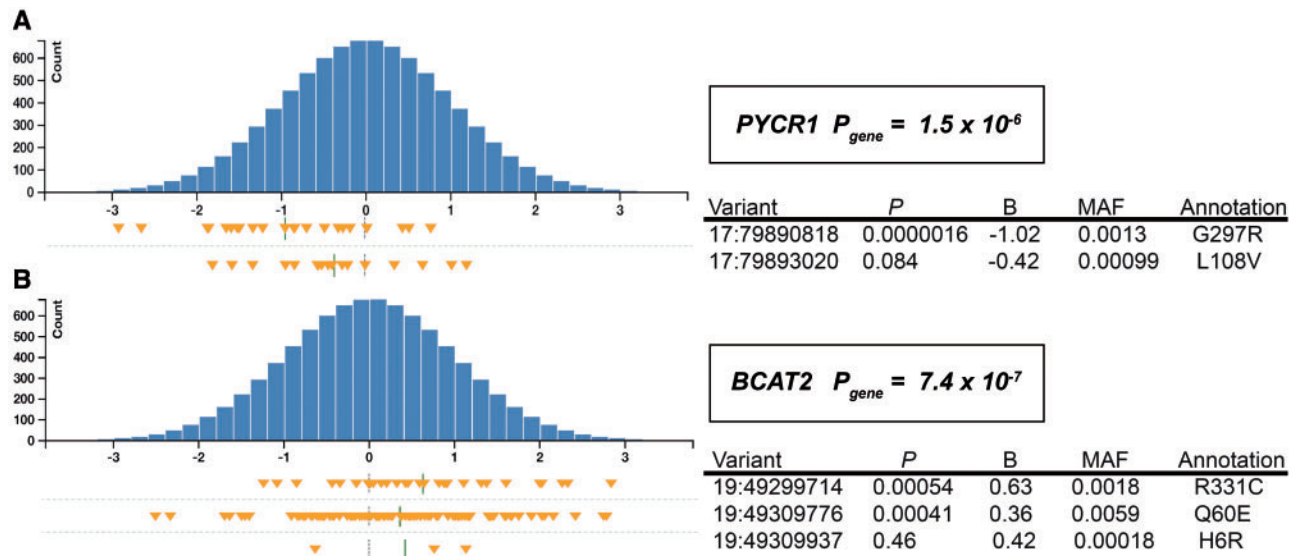 A
Count
600
500
400
300
200
100
0
-3 -2 -1 0 1 2 3
PYCR1 Pgene = 1.5 x 10-6
Variant P B MAF Annotation
17:79890818 0.0000016 -1.02 0.0013 G297R
17:79893020 0.084 -0.42 0.00099 L108V
B
Count
600
500
400
300
200
100
0
-3 -2 -1 0 1 2 3
BCAT2 Pgene = 7.4 x 10-7
Variant P B MAF Annotation
19:49299714 0.00054 0.63 0.0018 R331C
19:49309776 0.00041 0.36 0.0059 Q60E
19:49309937 0.46 0.42 0.00018 H6R